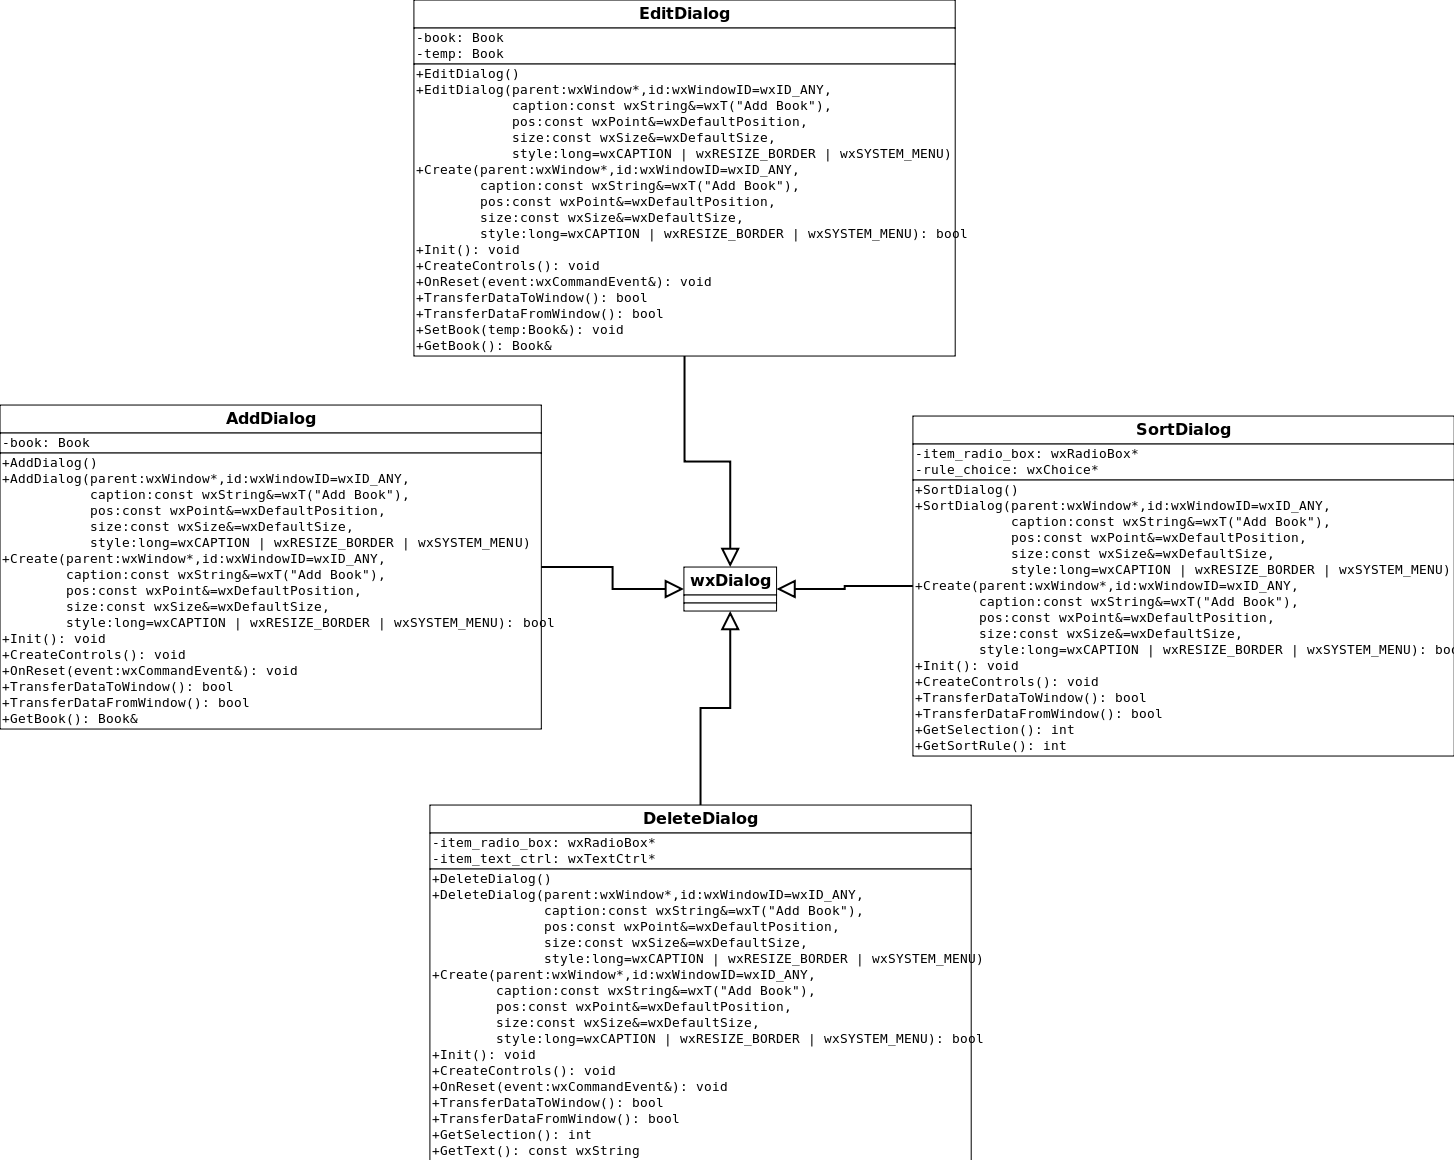 EditDialog
-book: Book
-temp: Book
+EditDialog()
+EditDialog(parent:wxWindow*,id:wxWindowID=wxID_ANY,
caption:const wxString&=wxT("Add Book"),
pos:const wxPoint&=wxDefaultPosition,
size:const wxSize&=wxDefaultSize,
style:long=wxCAPTION | wxRESIZE_BORDER | wxSYSTEM_MENU)
+Create(parent:wxWindow*,id:wxWindowID=wxID_ANY,
caption:const wxString&=wxT("Add Book"),
pos:const wxPoint&=wxDefaultPosition,
size:const wxSize&=wxDefaultSize,
style:long=wxCAPTION | wxRESIZE_BORDER | wxSYSTEM_MENU): bool
+Init(): void
+CreateControls(): void
+OnReset(event:wxCommandEvent&): void
+TransferDataToWindow(): bool
+TransferDataFromWindow(): bool
+SetBook(temp:Book&): void
+GetBook(): Book&
AddDialog
-book: Book
+AddDialog()
+AddDialog(parent:wxWindow*,id:wxWindowID=wxID_ANY,
caption:const wxString&=wxT("Add Book"),
pos:const wxPoint&=wxDefaultPosition,
size:const wxSize&=wxDefaultSize,
style:long=wxCAPTION | wxRESIZE_BORDER | wxSYSTEM_MENU)
+Create(parent:wxWindow*,id:wxWindowID=wxID_ANY,
caption:const wxString&=wxT("Add Book"),
pos:const wxPoint&=wxDefaultPosition,
size:const wxSize&=wxDefaultSize,
style:long=wxCAPTION | wxRESIZE_BORDER | wxSYSTEM_MENU): bool
+Init(): void
+CreateControls(): void
+OnReset(event:wxCommandEvent&): void
+TransferDataToWindow(): bool
+TransferDataFromWindow(): bool
+GetBook(): Book&
wxDialog
SortDialog
-item_radio_box: wxRadioBox*
-rule_choice: wxChoice*
+SortDialog()
+SortDialog(parent:wxWindow*,id:wxWindowID=wxID_ANY,
caption:const wxString&=wxT("Add Book"),
pos:const wxPoint&=wxDefaultPosition,
size:const wxSize&=wxDefaultSize,
style:long=wxCAPTION | wxRESIZE_BORDER | wxSYSTEM_MENU)
+Create(parent:wxWindow*,id:wxWindowID=wxID_ANY,
caption:const wxString&=wxT("Add Book"),
pos:const wxPoint&=wxDefaultPosition,
size:const wxSize&=wxDefaultSize,
style:long=wxCAPTION | wxRESIZE_BORDER | wxSYSTEM_MENU):
+Init(): void
+CreateControls(): void
+TransferDataToWindow(): bool
+TransferDataFromWindow(): bool
+GetSelection(): int
+GetSortRule(): int
DeleteDialog
-item_radio_box: wxRadioBox*
-item_text_ctrl: wxTextCtrl*
+DeleteDialog()
+DeleteDialog(parent:wxWindow*,id:wxWindowID=wxID_ANY,
caption:const wxString&=wxT("Add Book"),
pos:const wxPoint&=wxDefaultPosition,
size:const wxSize&=wxDefaultSize,
style:long=wxCAPTION | wxRESIZE_BORDER | wxSYSTEM_MENU)
+Create(parent:wxWindow*,id:wxWindowID=wxID_ANY,
caption:const wxString&=wxT("Add Book"),
pos:const wxPoint&=wxDefaultPosition,
size:const wxSize&=wxDefaultSize,
style:long=wxCAPTION | wxRESIZE_BORDER | wxSYSTEM_MENU): bool
+Init(): void
+CreateControls(): void
+OnReset(event:wxCommandEvent&): void
+TransferDataToWindow(): bool
+TransferDataFromWindow(): bool
+GetSelection(): int
+GetText(): const wxString